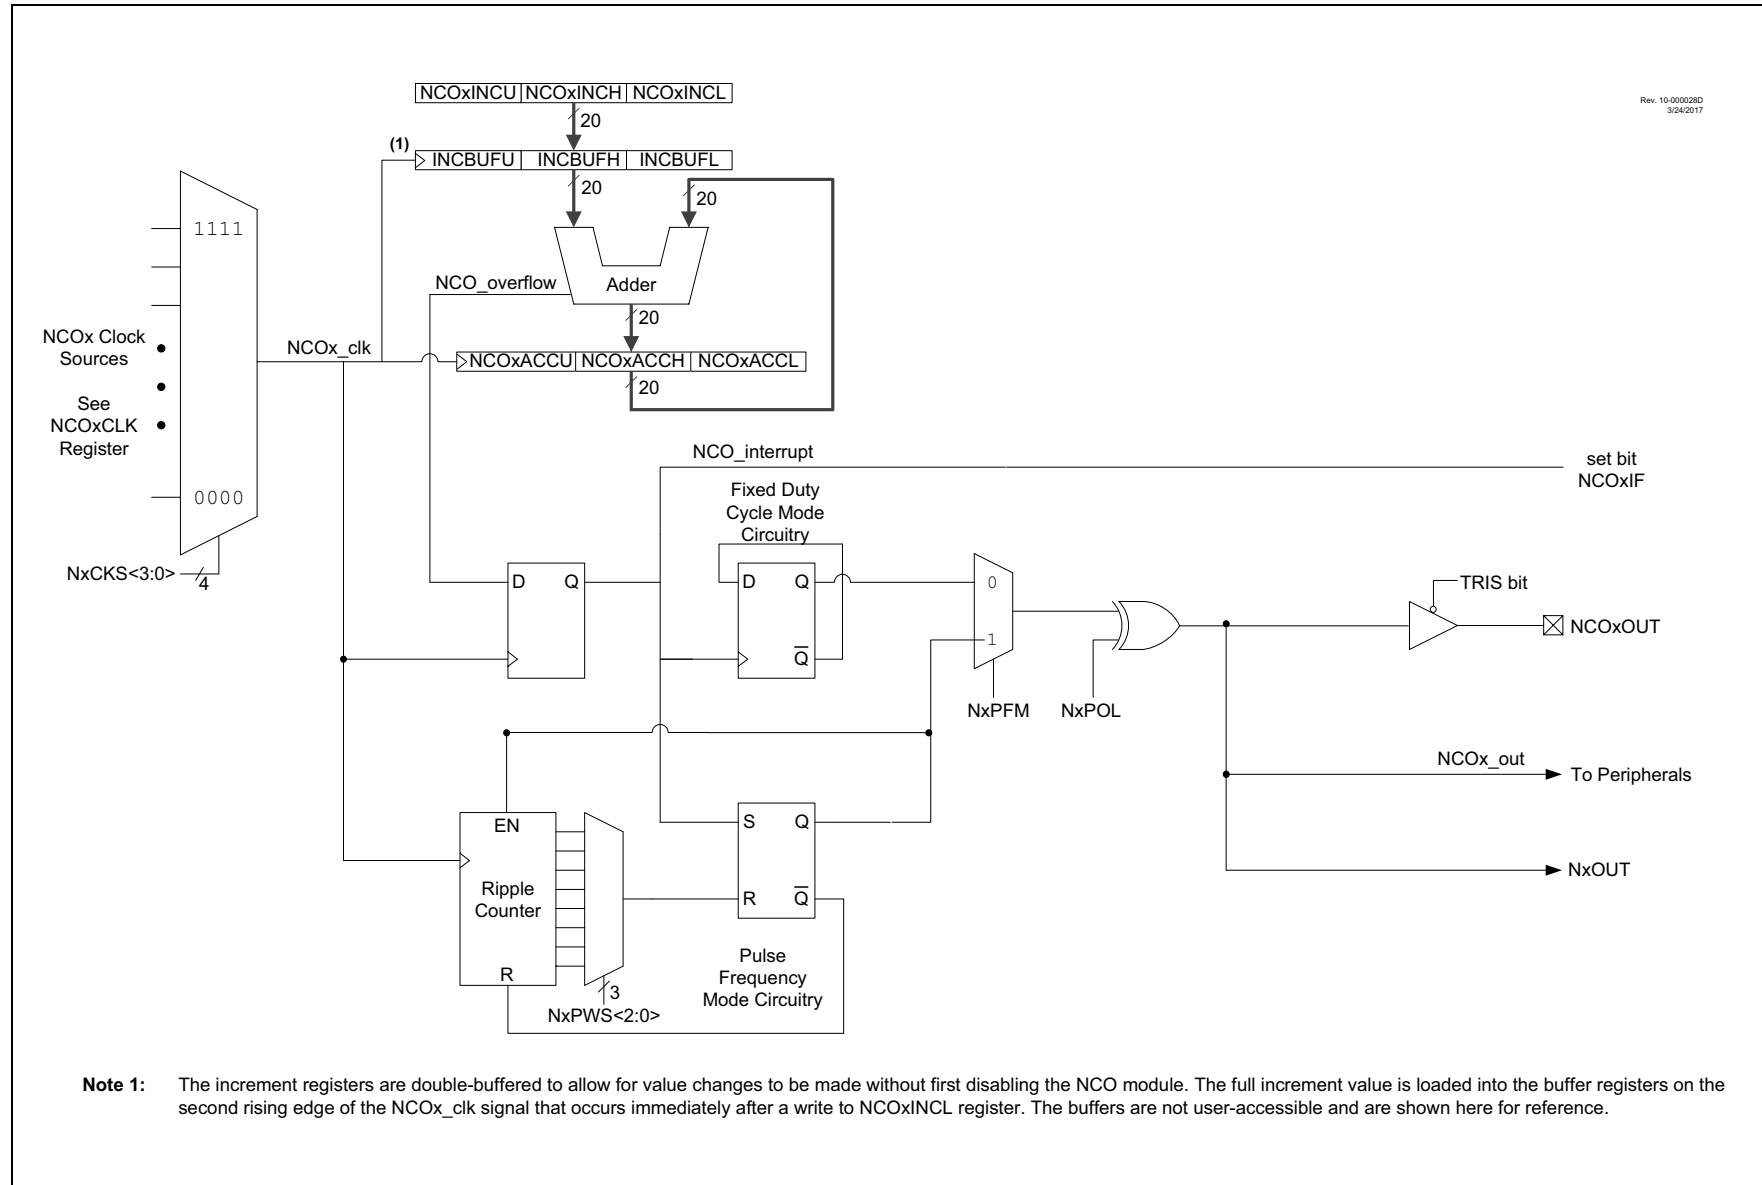 Rev. 10-000028D
3/24/2017
NCOxINCU NCOxINCH NCOxINCL
20
(1)
INCBUFU INCBUFH INCBUFL
20
20
1111
NCO_overflow
Adder
20
NCOx Clock
Sources
See
NCOxCLK
Register
NCOx_clk
NCOxACCU NCOxACCH NCOxACCL
20
0000
NxCKS<3:0>
4
NCO_interrupt
set bit
NCOxIF
Fixed Duty
Cycle Mode
Circuitry
D Q
D Q
Q
0
1
NxPFM
NxPOL
TRIS bit
NCOxOUT
NCOx_out
To Peripherals
NxOUT
EN
Ripple
Counter
R
3
NxPWS<2:0>
S Q
R Q
Pulse
Frequency
Mode Circuitry
Note 1: The increment registers are double-buffered to allow for value changes to be made without first disabling the NCO module. The full increment value is loaded into the buffer registers on the
second rising edge of the NCOx_clk signal that occurs immediately after a write to NCOxINCL register. The buffers are not user-accessible and are shown here for reference.